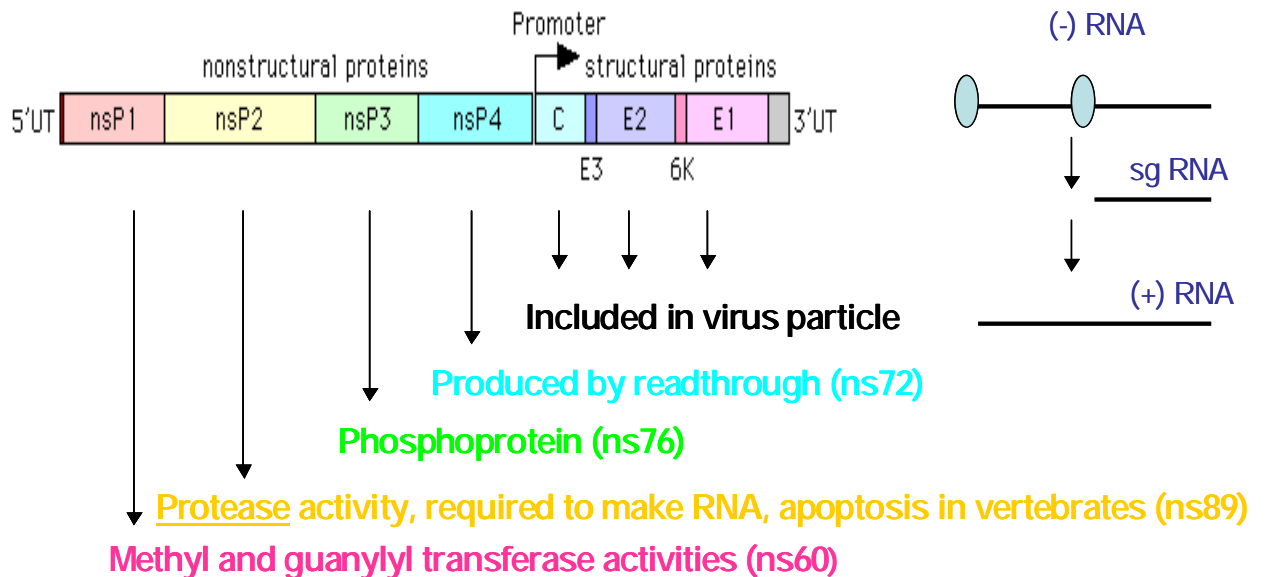 Promoter
(-) RNA
nonstructural proteins
structural proteins
5'UT nsP1 nsP2 nsP3 nsP4 C E2 E1 3'UT
E3 6K
sg RNA
(+) RNA
Included in virus particle
Produced by readthrough (ns72)
Phosphoprotein (ns76)
Protease activity, required to make RNA, apoptosis in vertebrates (ns89)
Methyl and guanylyl transferase activities (ns60)